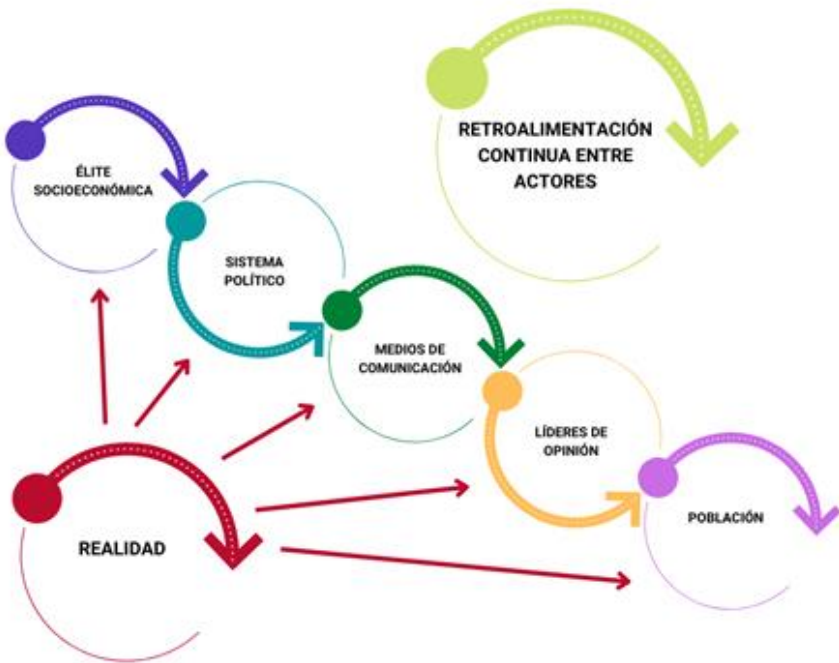 RETROALIMENTACIÓN
CONTINUA ENTRE
ACTORES
ÉLITE
SOCIOECONÓMICA
SISTEMA
POLÍTICO
MEDIOS DE
COMUNICACIÓN
LÍDERES DE
OPINIÓN
POBLACIÓN
REALIDAD